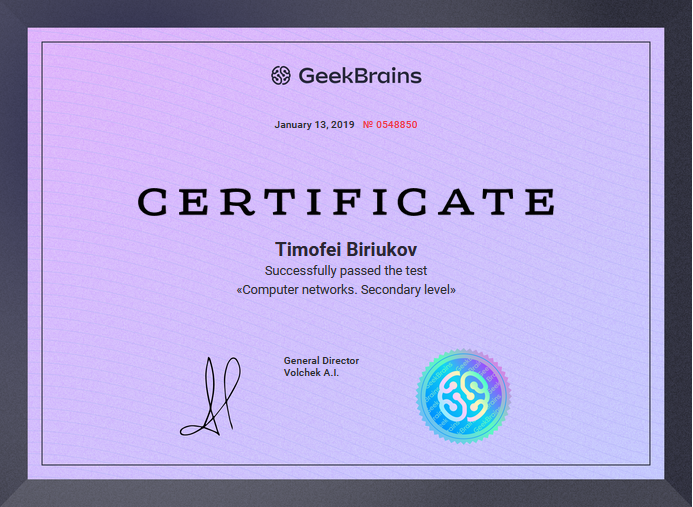 GeekBrains
January 13, 2019 № 0548850
CERTIFICATE
Timofei Biriukov
Successfully passed the test
«Computer networks. Secondary level»
General Director
Volchek A.I.